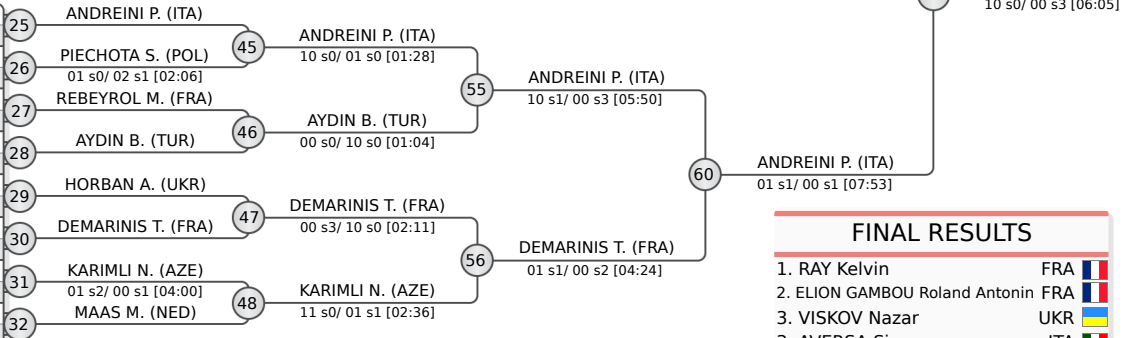 10 s0/ 00 s3 [06:05]
25
ANDREINI P. (ITA)
26
PIECHOTA S. (POL)
01 s0/ 02 s1 [02:06]
45
ANDREINI P. (ITA)
10 s0/ 01 s0 [01:28]
27
REBEYROL M. (FRA)
28
AYDIN B. (TUR)
46
AYDIN B. (TUR)
00 s0/ 10 s0 [01:04]
55
ANDREINI P. (ITA)
10 s1/ 00 s3 [05:50]
29
HORBAN A. (UKR)
30
DEMARINIS T. (FRA)
47
DEMARINIS T. (FRA)
00 s3/ 10 s0 [02:11]
31
KARIMLI N. (AZE)
01 s2/ 00 s1 [04:00]
32
MAAS M. (NED)
48
KARIMLI N. (AZE)
11 s0/ 01 s1 [02:36]
56
DEMARINIS T. (FRA)
01 s1/ 00 s2 [04:24]
60
ANDREINI P. (ITA)
01 s1/ 00 s1 [07:53]
FINAL RESULTS
1. RAY Kelvin FRA
2. ELION GAMBOU Roland Antonin FRA
3. VISKOV Nazar UKR